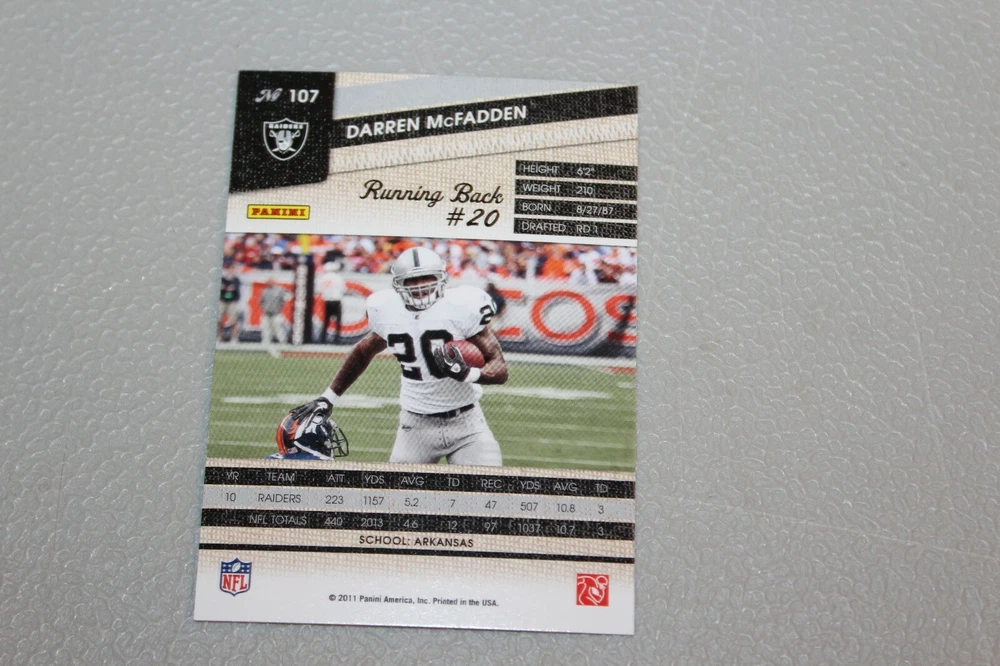 No 107
RAIDERS
DARREN McFADDEN
HEIGHT 6'2"
WEIGHT 210
BORN 8/27/87
DRAFTED RD 1
Running Back
#20
PANINI
COS
20
20
YR TEAM ATT YDS AVG TD REC YDS AVG TD
10 RAIDERS 223 1157 5.2 7 47 507 10.8 3
NFL TOTALS 440 2013 4.6 12 97 1037 10.7 3
SCHOOL: ARKANSAS
NFL
© 2011 Panini America, Inc. Printed in the USA.